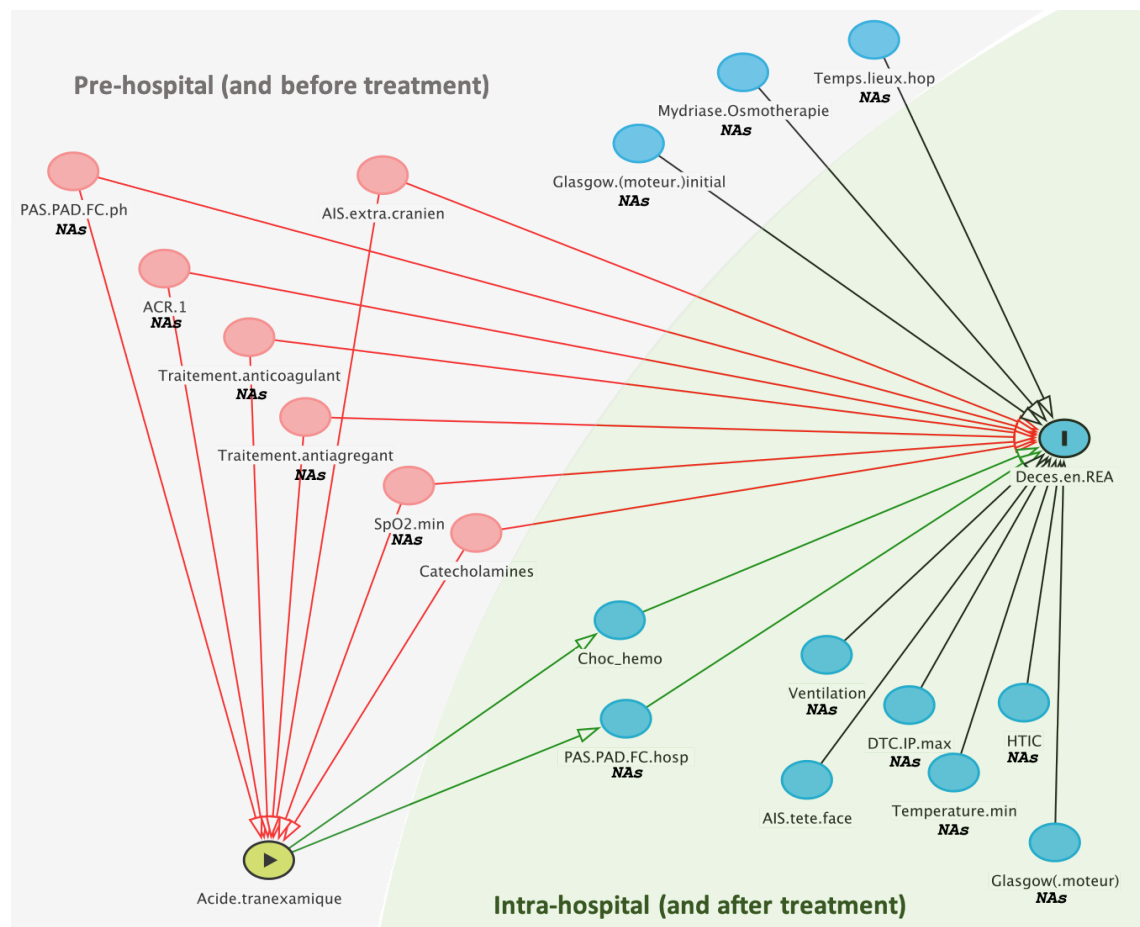 Pre-hospital (and before treatment)
Temps.lieux.hop
NAs
Mydriase.Osmotherapie
NAs
Glasgow.(moteur.)initial
NAs
PAS.PAD.FC.ph
NAs
AIS.extra.cranien
ACR.1
NAs
Traitement.anticoagulant
NAs
Traitement.antiagregant
NAs
Deces.en.REA
SpO2.min
NAs
Catecholamines
Choc_hemo
Ventilation
NAs
PAS.PAD.FC.hosp
NAs
DTC.IP.max
NAs
HTIC
NAs
AIS.tete.face
Temperature.min
NAs
Glasgow(.moteur)
NAs
Acide.tranexamique
Intra-hospital (and after treatment)